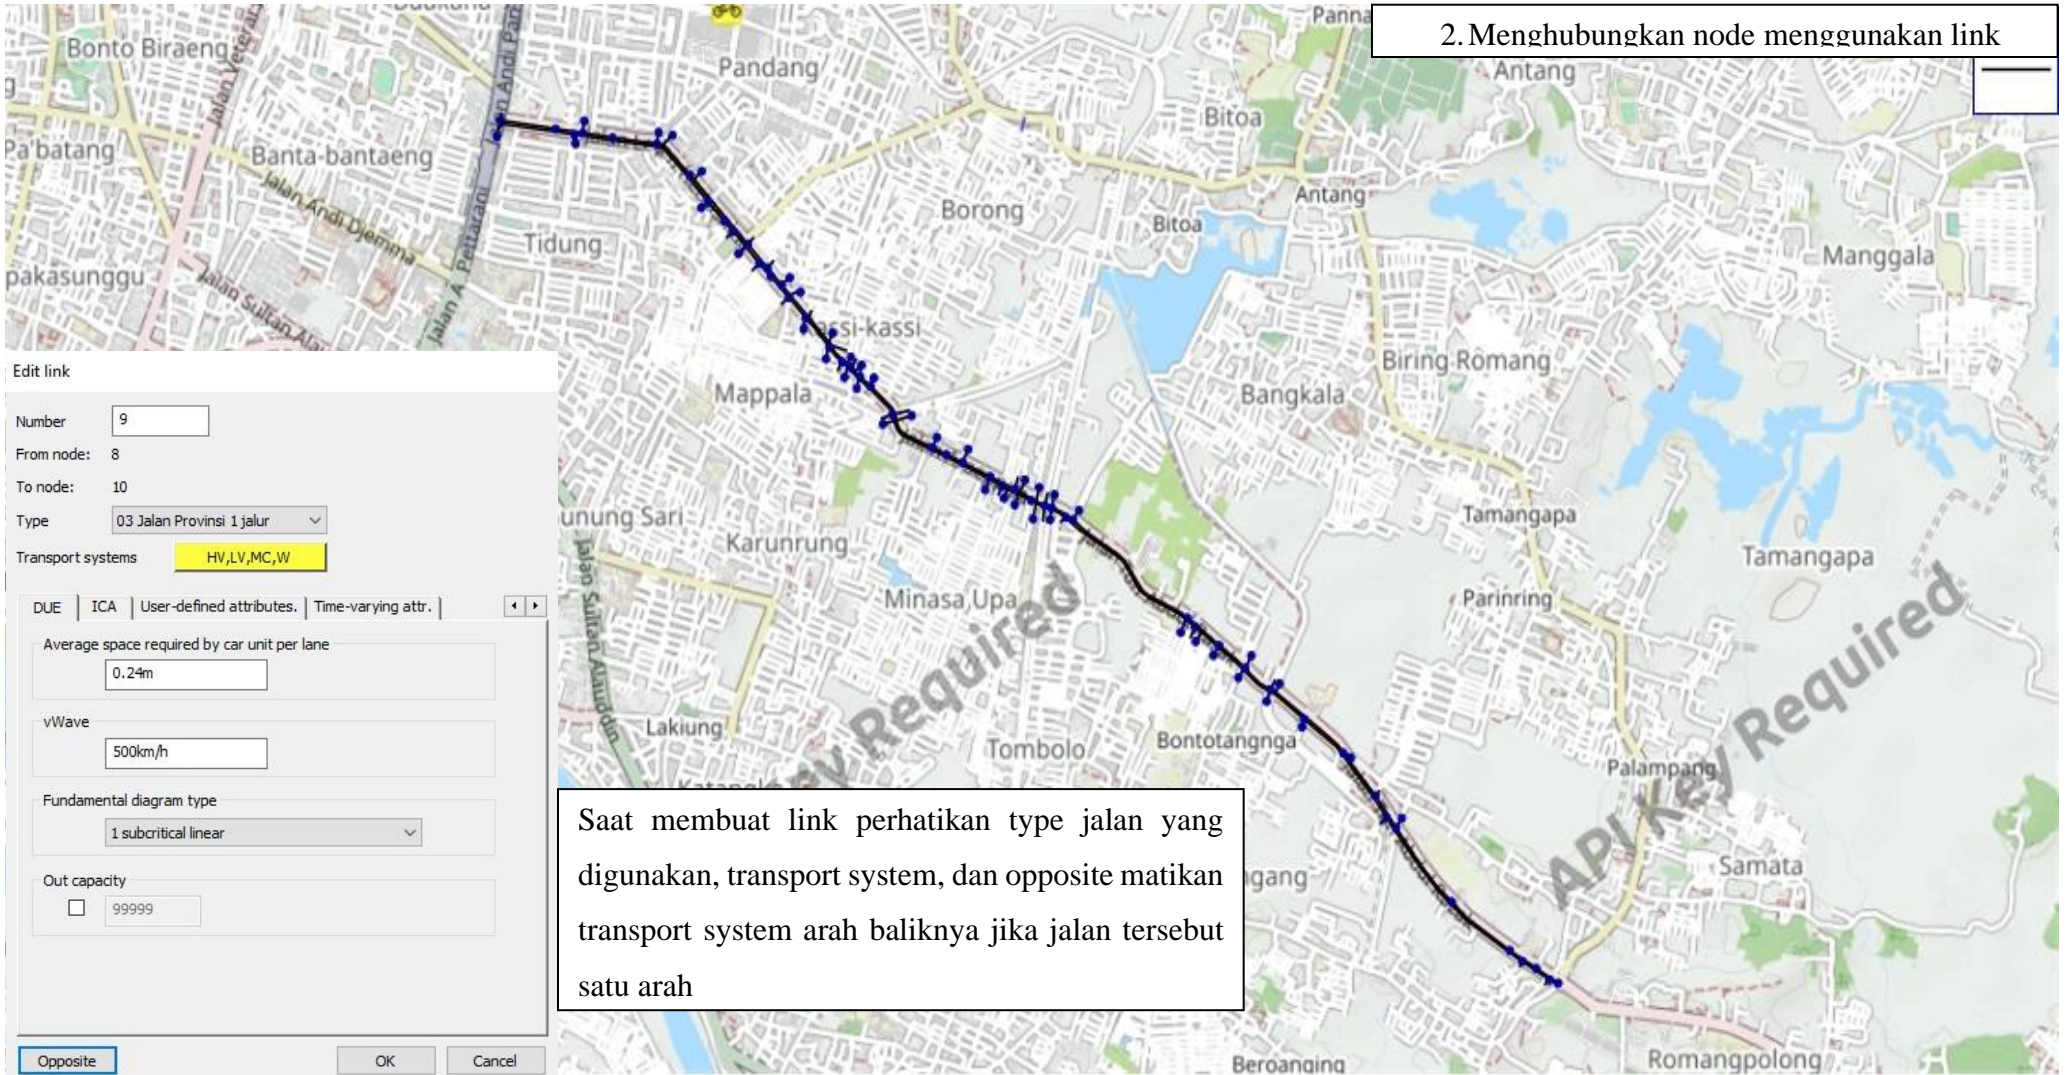 2. Menghubungkan node menggunakan link
Bonto Biraeng
Jalan Veteran
Pandang
Antang
Bitoa
Pa'batang
Banta-bantaeng
Jalan Andi Djemma
Jalan A Pettarani
Borong
Bitoa
Antang
Tidung
Manggala
pakasunggu
Jalan Sultan Alau
assi-kassi
Mappala
Bangkala
Biring Romang
Edit link
Number 9
From node: 8
To node: 10
Type 03 Jalan Provinsi 1 jalur
Transport systems HV,LV,MC,W
DUE ICA User-defined attributes. Time-varying attr.
Average space required by car unit per lane
0.24m
vWave
500km/h
Fundamental diagram type
1 subcritical linear
Out capacity
99999
Opposite OK Cancel
unung Sari
Karunrung
Jalan Sultan Alauddin
Minasa Upa
Tamangapa
Tamangapa
Parinring
Lakiung
Tombolo
Bontotangnga
Palampang
Key Required
API Key Required
Saat membuat link perhatikan type jalan yang
digunakan, transport system, dan opposite matikan
transport system arah baliknya jika jalan tersebut
satu arah
ngang
Samata
Beroanging
Romangpolong